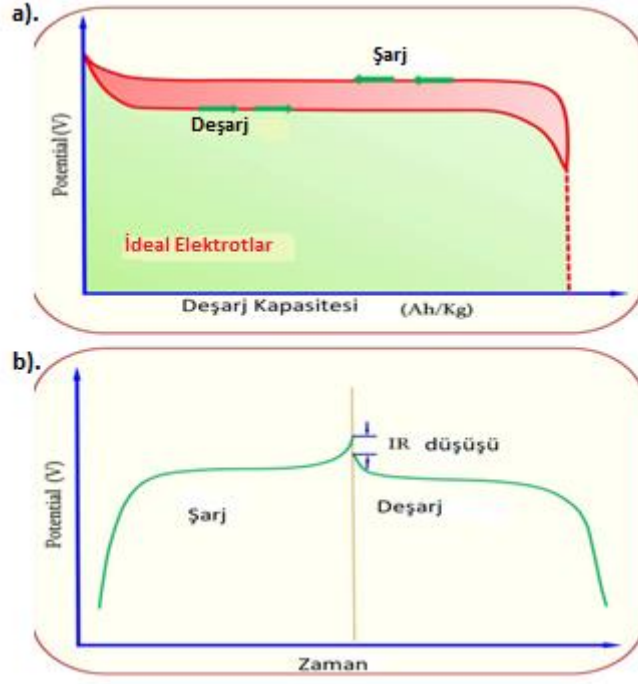 a).
Potential (V)
Şarj
Deşarj
İdeal Elektrotlar
Deşarj Kapasitesi (Ah/Kg)
b).
Potential (V)
IR düşüşü
Şarj
Deşarj
Zaman